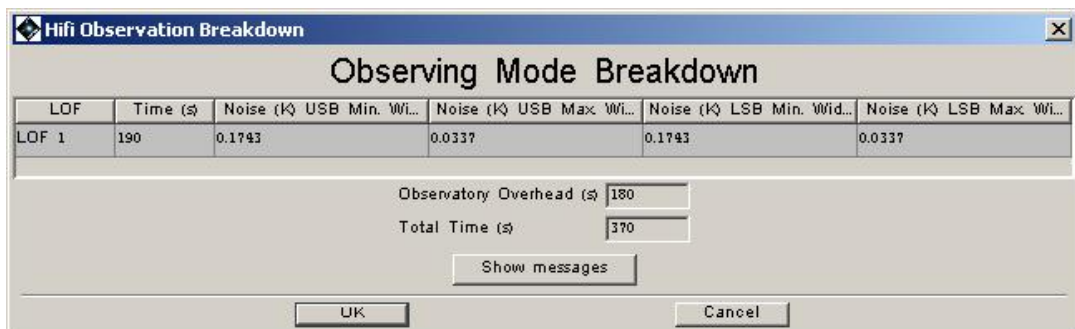 Hifi Observation Breakdown
Observing Mode Breakdown
LOF Time (s) Noise (K) USB Min. Wi... Noise (K) USB Max. Wi... Noise (K) LSB Min. Wid... Noise (K) LSB Max. Wi...
LOF 1 190 0.1743 0.0337 0.1743 0.0337
Observatory Overhead (s) 180
Total Time (s) 370
Show messages
UK Cancel